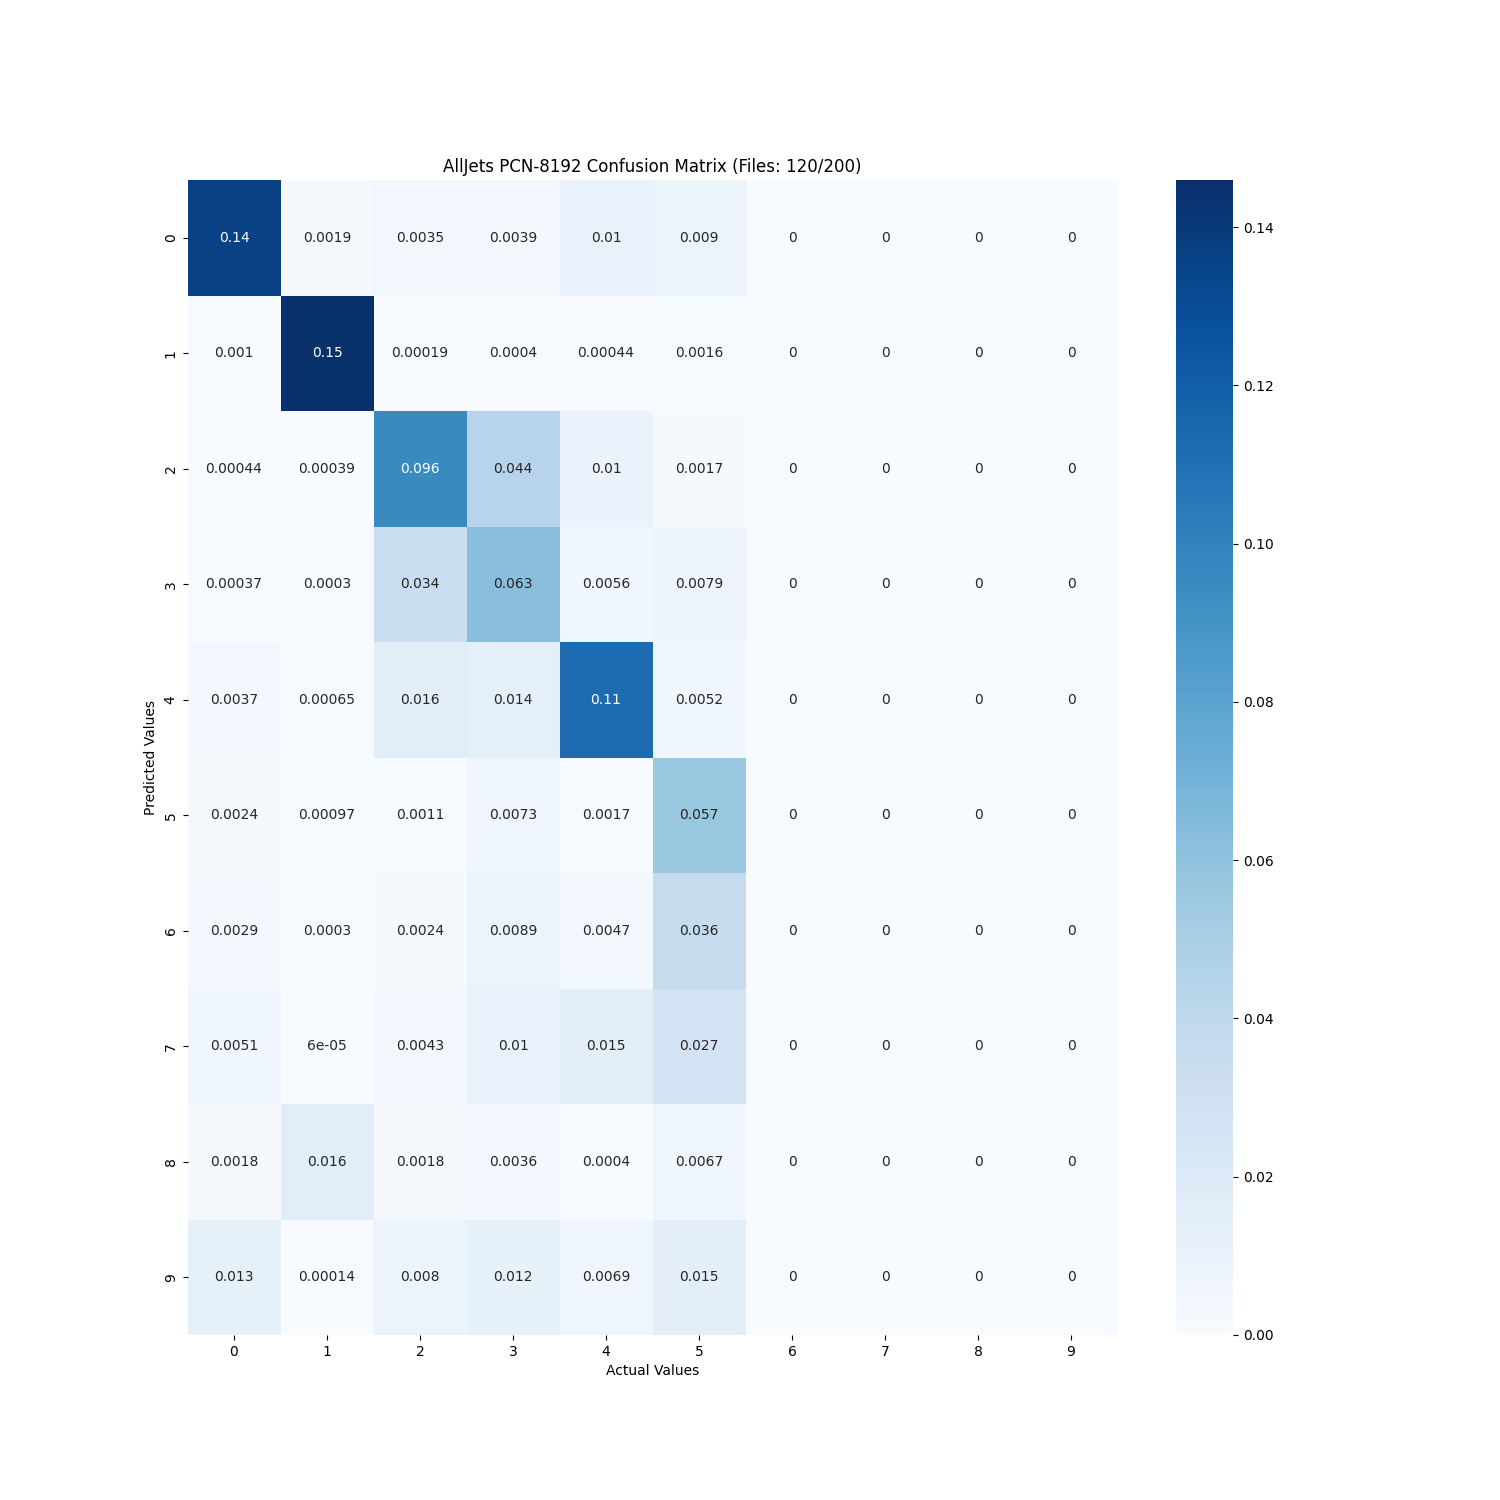 AllJets PCN-8192 Confusion Matrix (Files: 120/200)
0 0.14 0.0019 0.0035 0.0039 0.01 0.009 0 0 0 0
1 0.001 0.15 0.00019 0.0004 0.00044 0.0016 0 0 0 0
2 0.00044 0.00039 0.096 0.044 0.01 0.0017 0 0 0 0
3 0.00037 0.0003 0.034 0.063 0.0056 0.0079 0 0 0 0
4 0.0037 0.00065 0.016 0.014 0.11 0.0052 0 0 0 0
5 0.0024 0.00097 0.0011 0.0073 0.0017 0.057 0 0 0 0
6 0.0029 0.0003 0.0024 0.0089 0.0047 0.036 0 0 0 0
7 0.0051 6e-05 0.0043 0.01 0.015 0.027 0 0 0 0
8 0.0018 0.016 0.0018 0.0036 0.0004 0.0067 0 0 0 0
9 0.013 0.00014 0.008 0.012 0.0069 0.015 0 0 0 0
0 1 2 3 4 5 6 7 8 9
Actual Values
Predicted Values
0.14
0.12
0.10
0.08
0.06
0.04
0.02
0.00